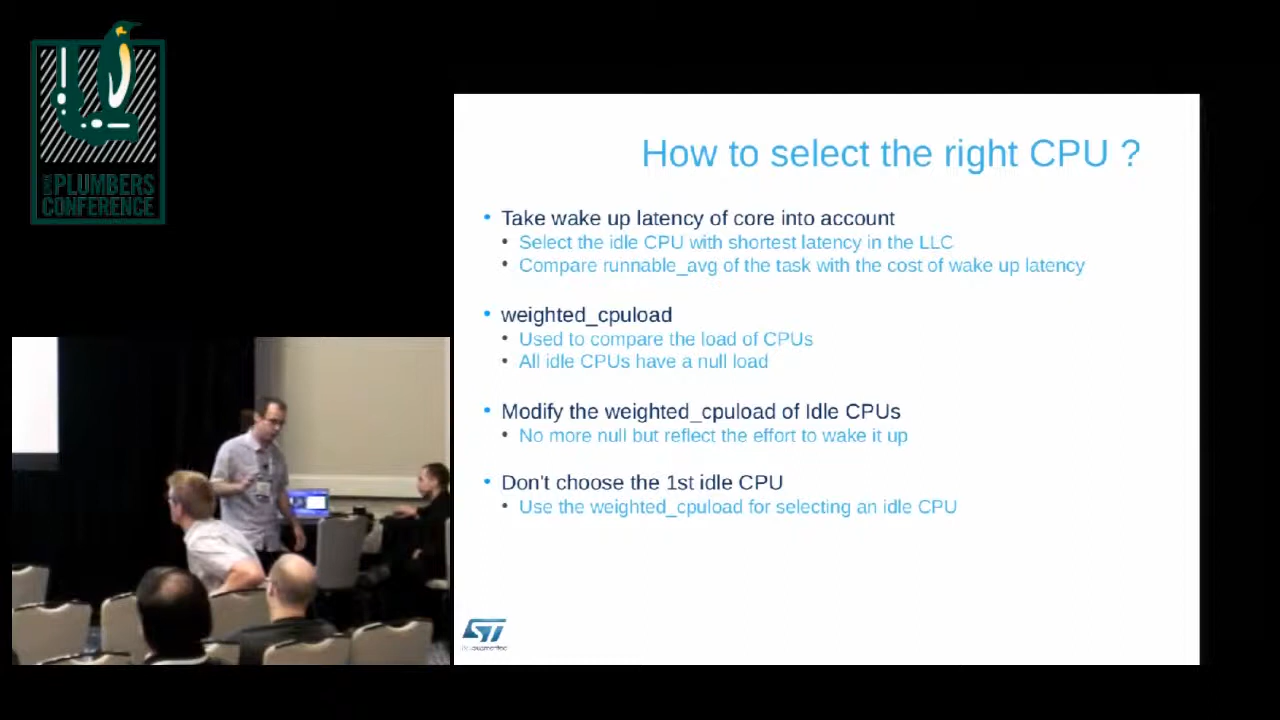 LINUX
PLUMBERS
CONFERENCE
How to select the right CPU ?
• Take wake up latency of core into account
• Select the idle CPU with shortest latency in the LLC
• Compare runnable_avg of the task with the cost of wake up latency
• weighted_cpuload
• Used to compare the load of CPUs
• All idle CPUs have a null load
• Modify the weighted_cpuload of Idle CPUs
• No more null but reflect the effort to wake it up
• Don't choose the 1st idle CPU
• Use the weighted_cpuload for selecting an idle CPU
ST